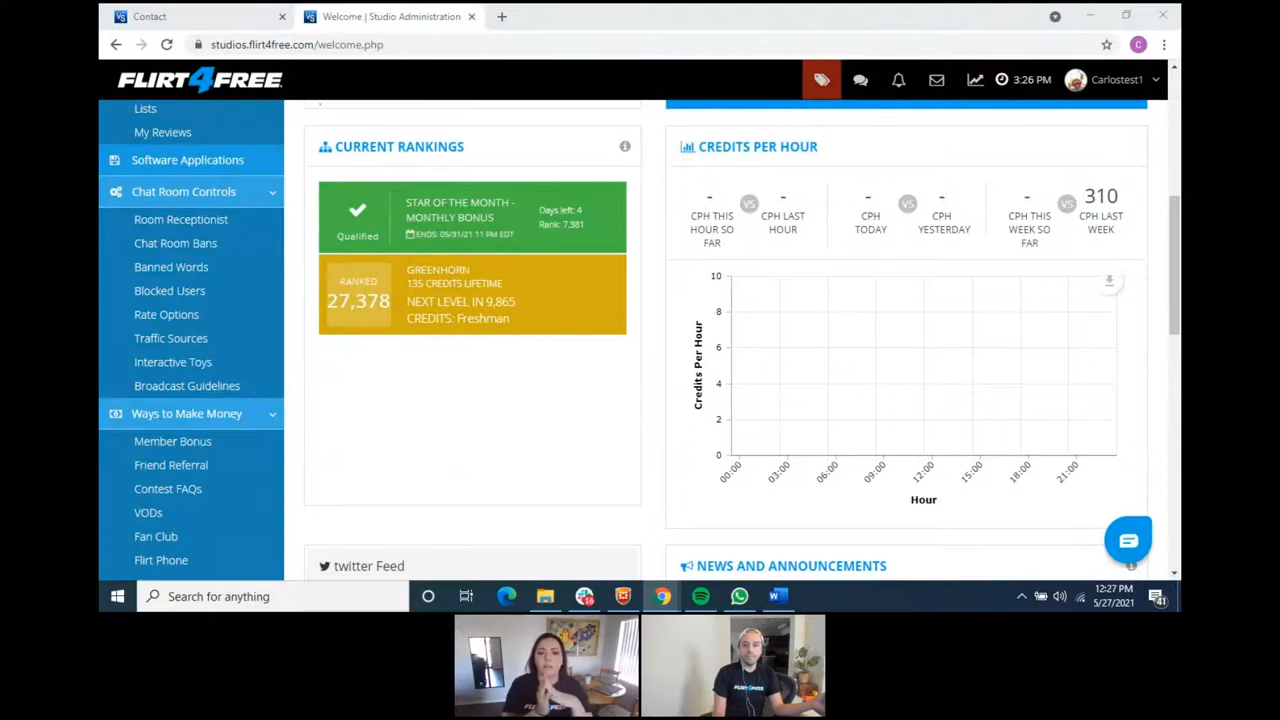 Contact
Welcome | Studio Administration
studios.flirt4free.com/welcome.php
C
FLIRT4FREE
3:26 PM
Carlostest1
Lists
My Reviews
Software Applications
Chat Room Controls
Room Receptionist
Chat Room Bans
Banned Words
Blocked Users
Rate Options
Traffic Sources
Interactive Toys
Broadcast Guidelines
Ways to Make Money
Member Bonus
Friend Referral
Contest FAQs
VODs
Fan Club
Flirt Phone
CURRENT RANKINGS
Qualified
STAR OF THE MONTH -
MONTHLY BONUS
ENDS: 05/31/21 11 PM EDT
Days left: 4
Rank: 7,381
RANKED
27,378
GREENHORN
135 CREDITS LIFETIME
NEXT LEVEL IN 9,865
CREDITS: Freshman
CREDITS PER HOUR
- VS -
CPH THIS HOUR SO FAR
CPH LAST HOUR
- VS -
CPH TODAY
CPH YESTERDAY
- VS 310
CPH THIS WEEK SO FAR
CPH LAST WEEK
Credits Per Hour
10
8
6
4
2
0
00:00 03:00 06:00 09:00 12:00 15:00 18:00 21:00
Hour
twitter Feed
NEWS AND ANNOUNCEMENTS
Search for anything
16
12:27 PM
5/27/2021
41
FLIRT4FREE